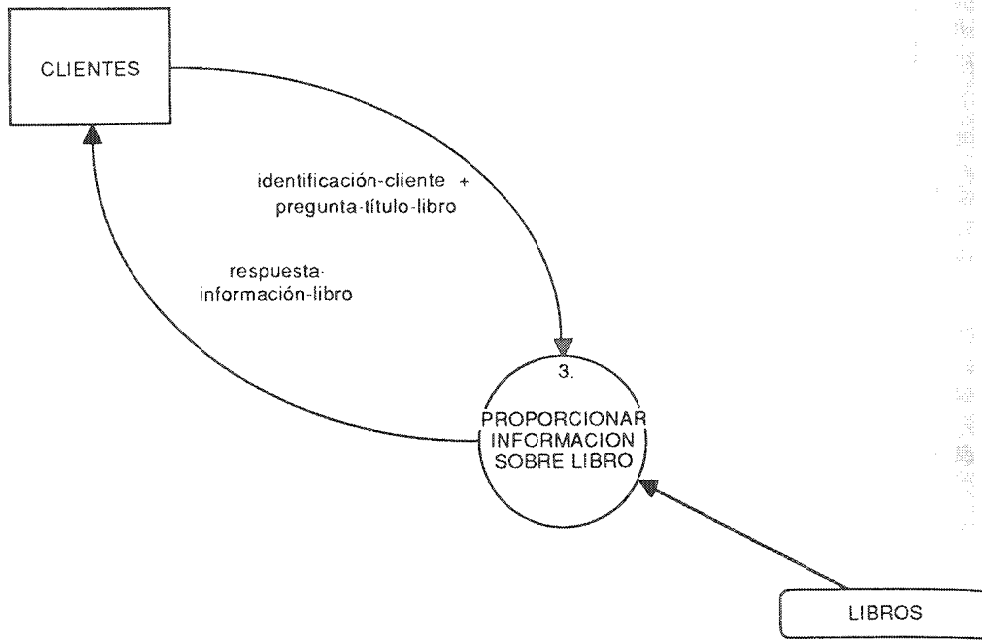 CLIENTES
identificación-cliente +
pregunta-título-libro
respuesta-
información-libro
3.
PROPORCIONAR
INFORMACION
SOBRE LIBRO
LIBROS